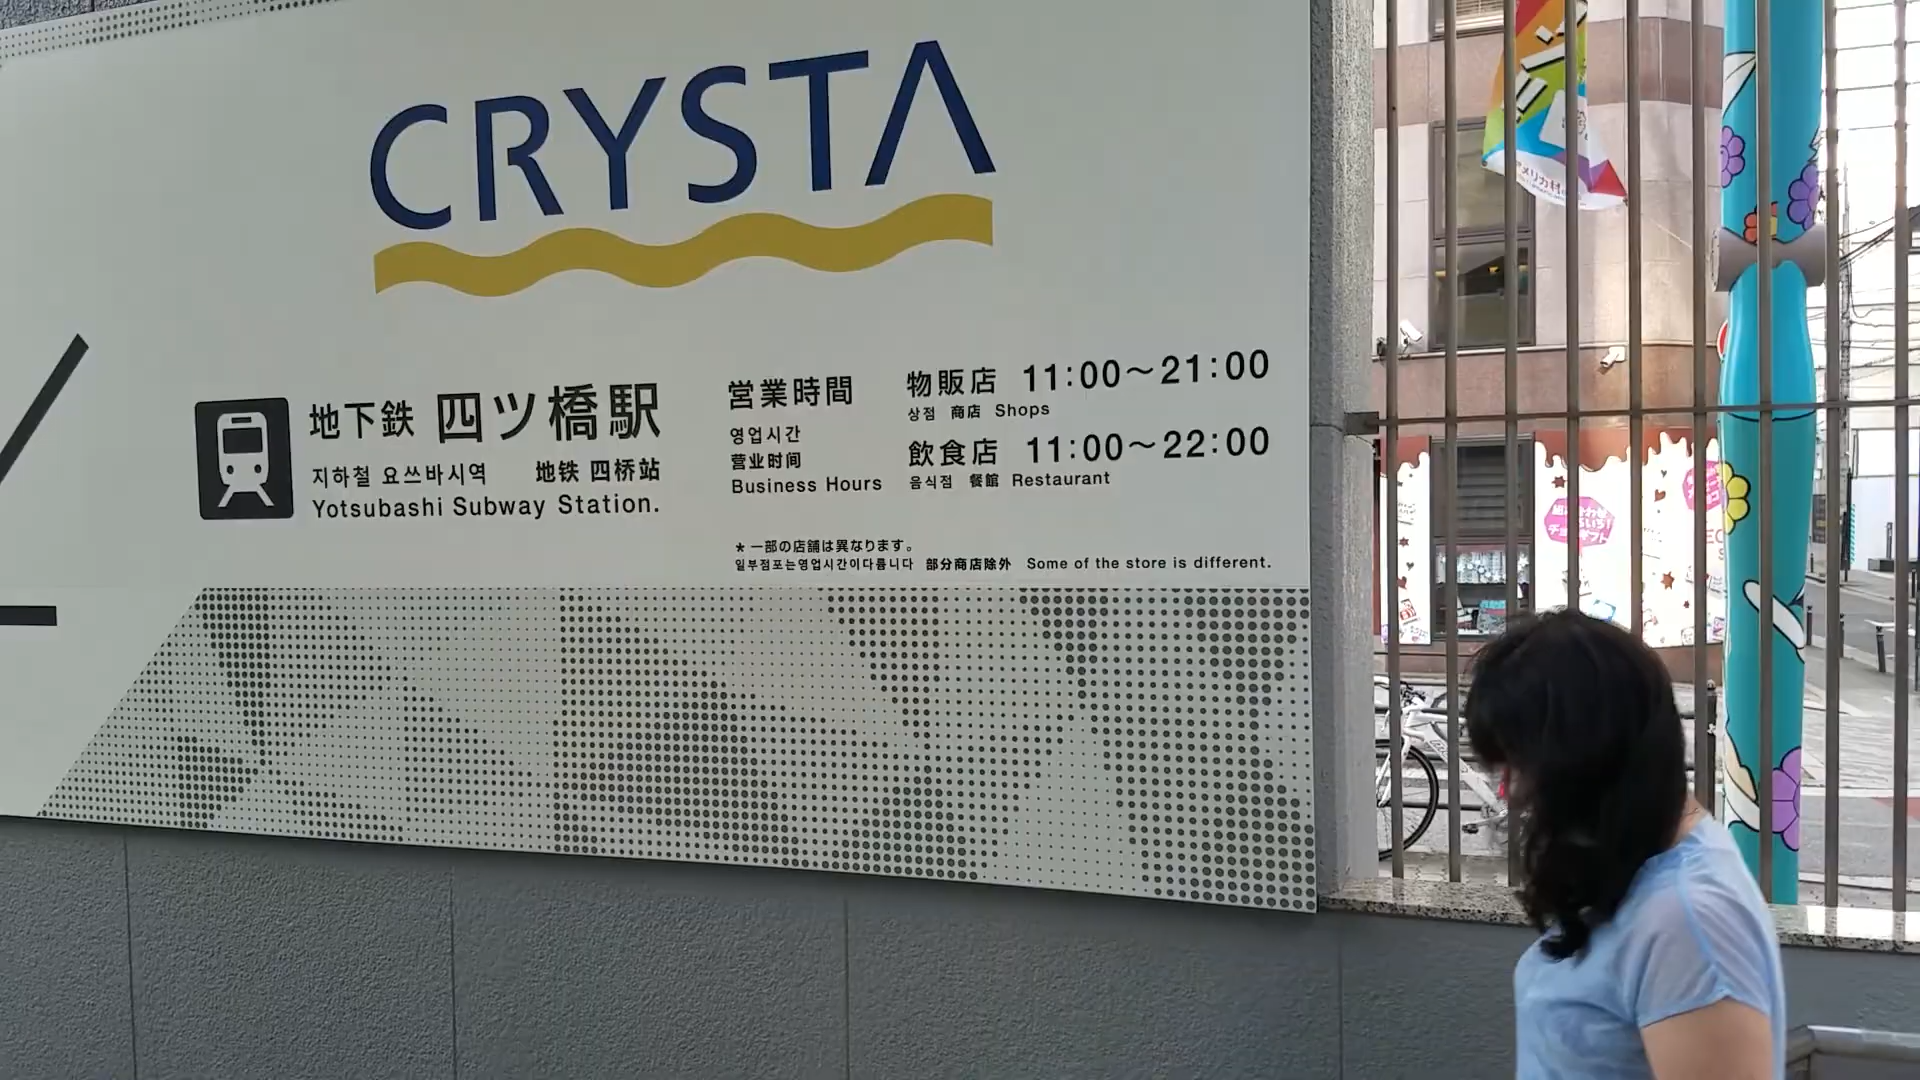 CRYSTA
地下鉄 四ツ橋駅
지하철 요쓰바시역 地铁 四桥站
Yotsubashi Subway Station.
営業時間
영업시간
营业时间
Business Hours
物販店 11:00～21:00
상점 商店 Shops
飲食店 11:00～22:00
음식점 餐館 Restaurant
* 一部の店舗は異なります。
일부점포는영업시간이다릅니다 部分商店除外 Some of the store is different.
アメリカ村